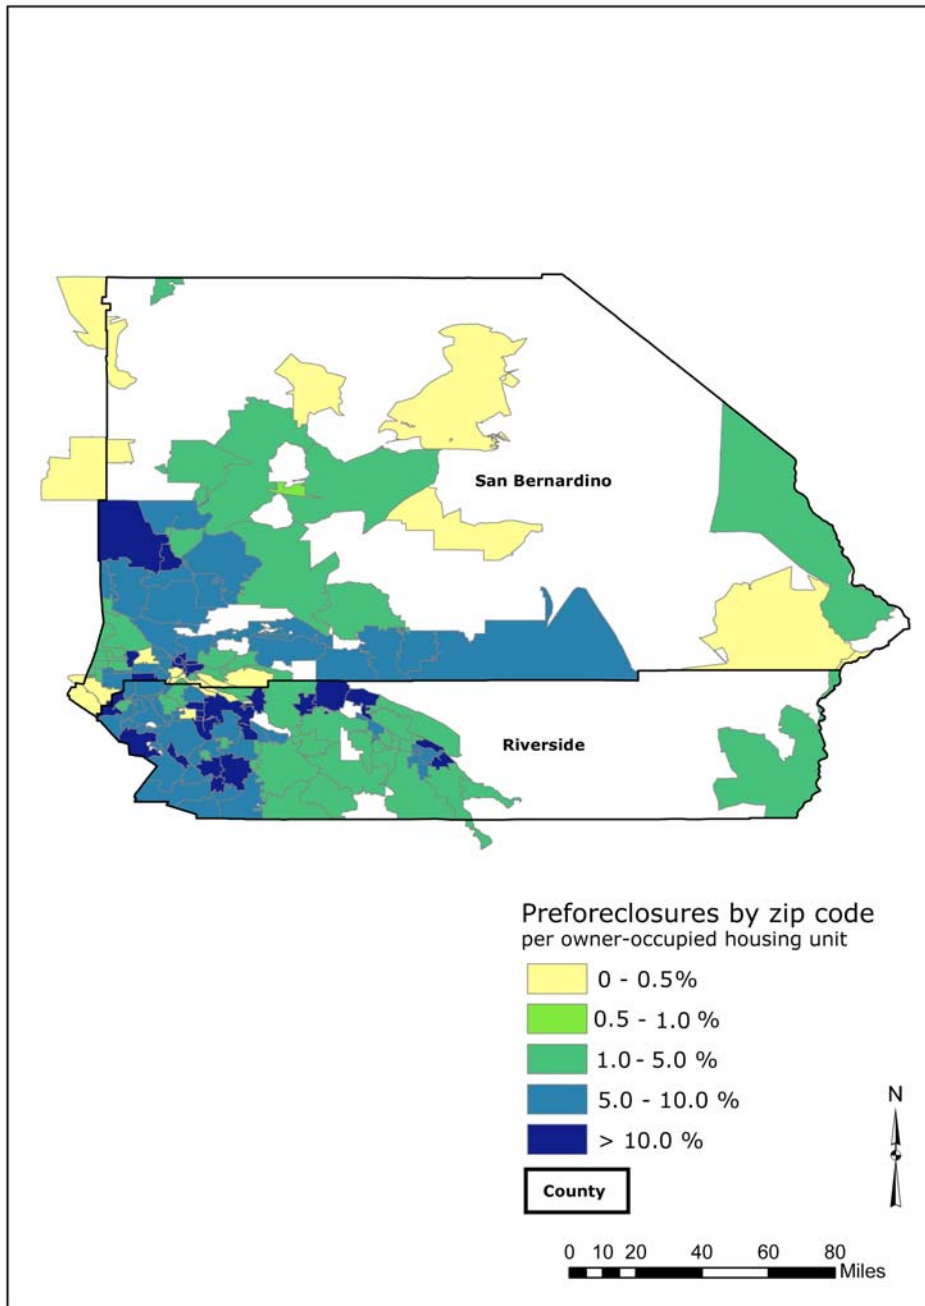 San Bernardino
Riverside
Preforeclosures by zip code
per owner-occupied housing unit
0 - 0.5%
0.5 - 1.0 %
1.0 - 5.0 %
5.0 - 10.0 %
> 10.0 %
County
N
0 10 20 40 60 80
Miles